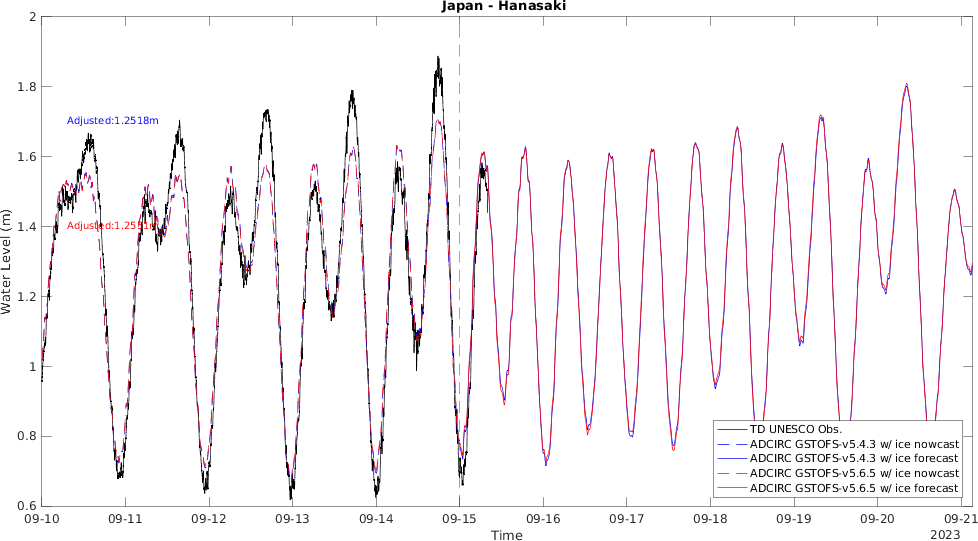 Japan - Hanasaki
2
1.8
1.6
1.4
1.2
1
0.8
0.6
Water Level (m)
Adjusted:1.2518m
Adjusted:1.2551m
TD UNESCO Obs.
ADCIRC GSTOFS-v5.4.3 w/ ice nowcast
ADCIRC GSTOFS-v5.4.3 w/ ice forecast
ADCIRC GSTOFS-v5.6.5 w/ ice nowcast
ADCIRC GSTOFS-v5.6.5 w/ ice forecast
09-10 09-11 09-12 09-13 09-14 09-15 09-16 09-17 09-18 09-19 09-20 09-21
Time
2023